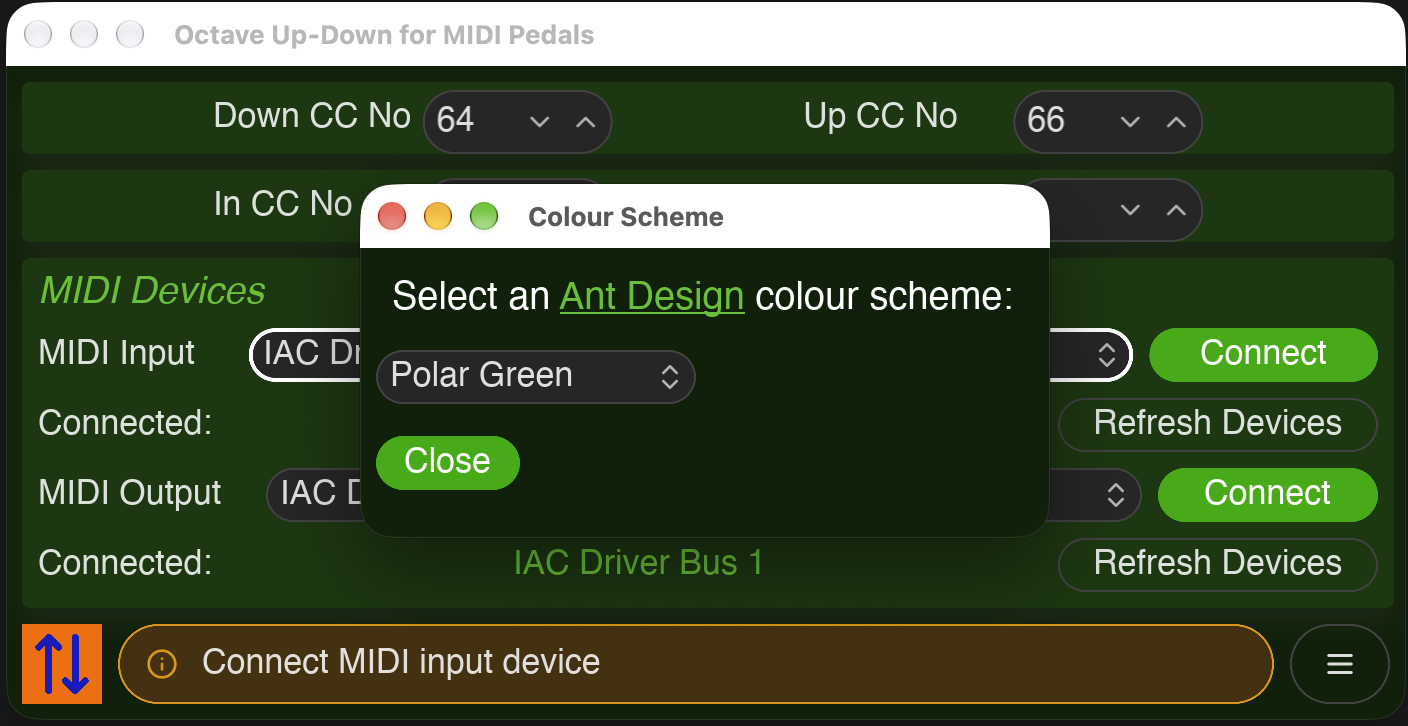 Octave Up-Down for MIDI Pedals
Down CC No 64 Up CC No 66
In CC No
Colour Scheme
Select an Ant Design colour scheme:
Polar Green
Close
MIDI Devices
MIDI Input IAC Connect
Connected: Refresh Devices
MIDI Output IAC Connect
Connected: IAC Driver Bus 1 Refresh Devices
Connect MIDI input device